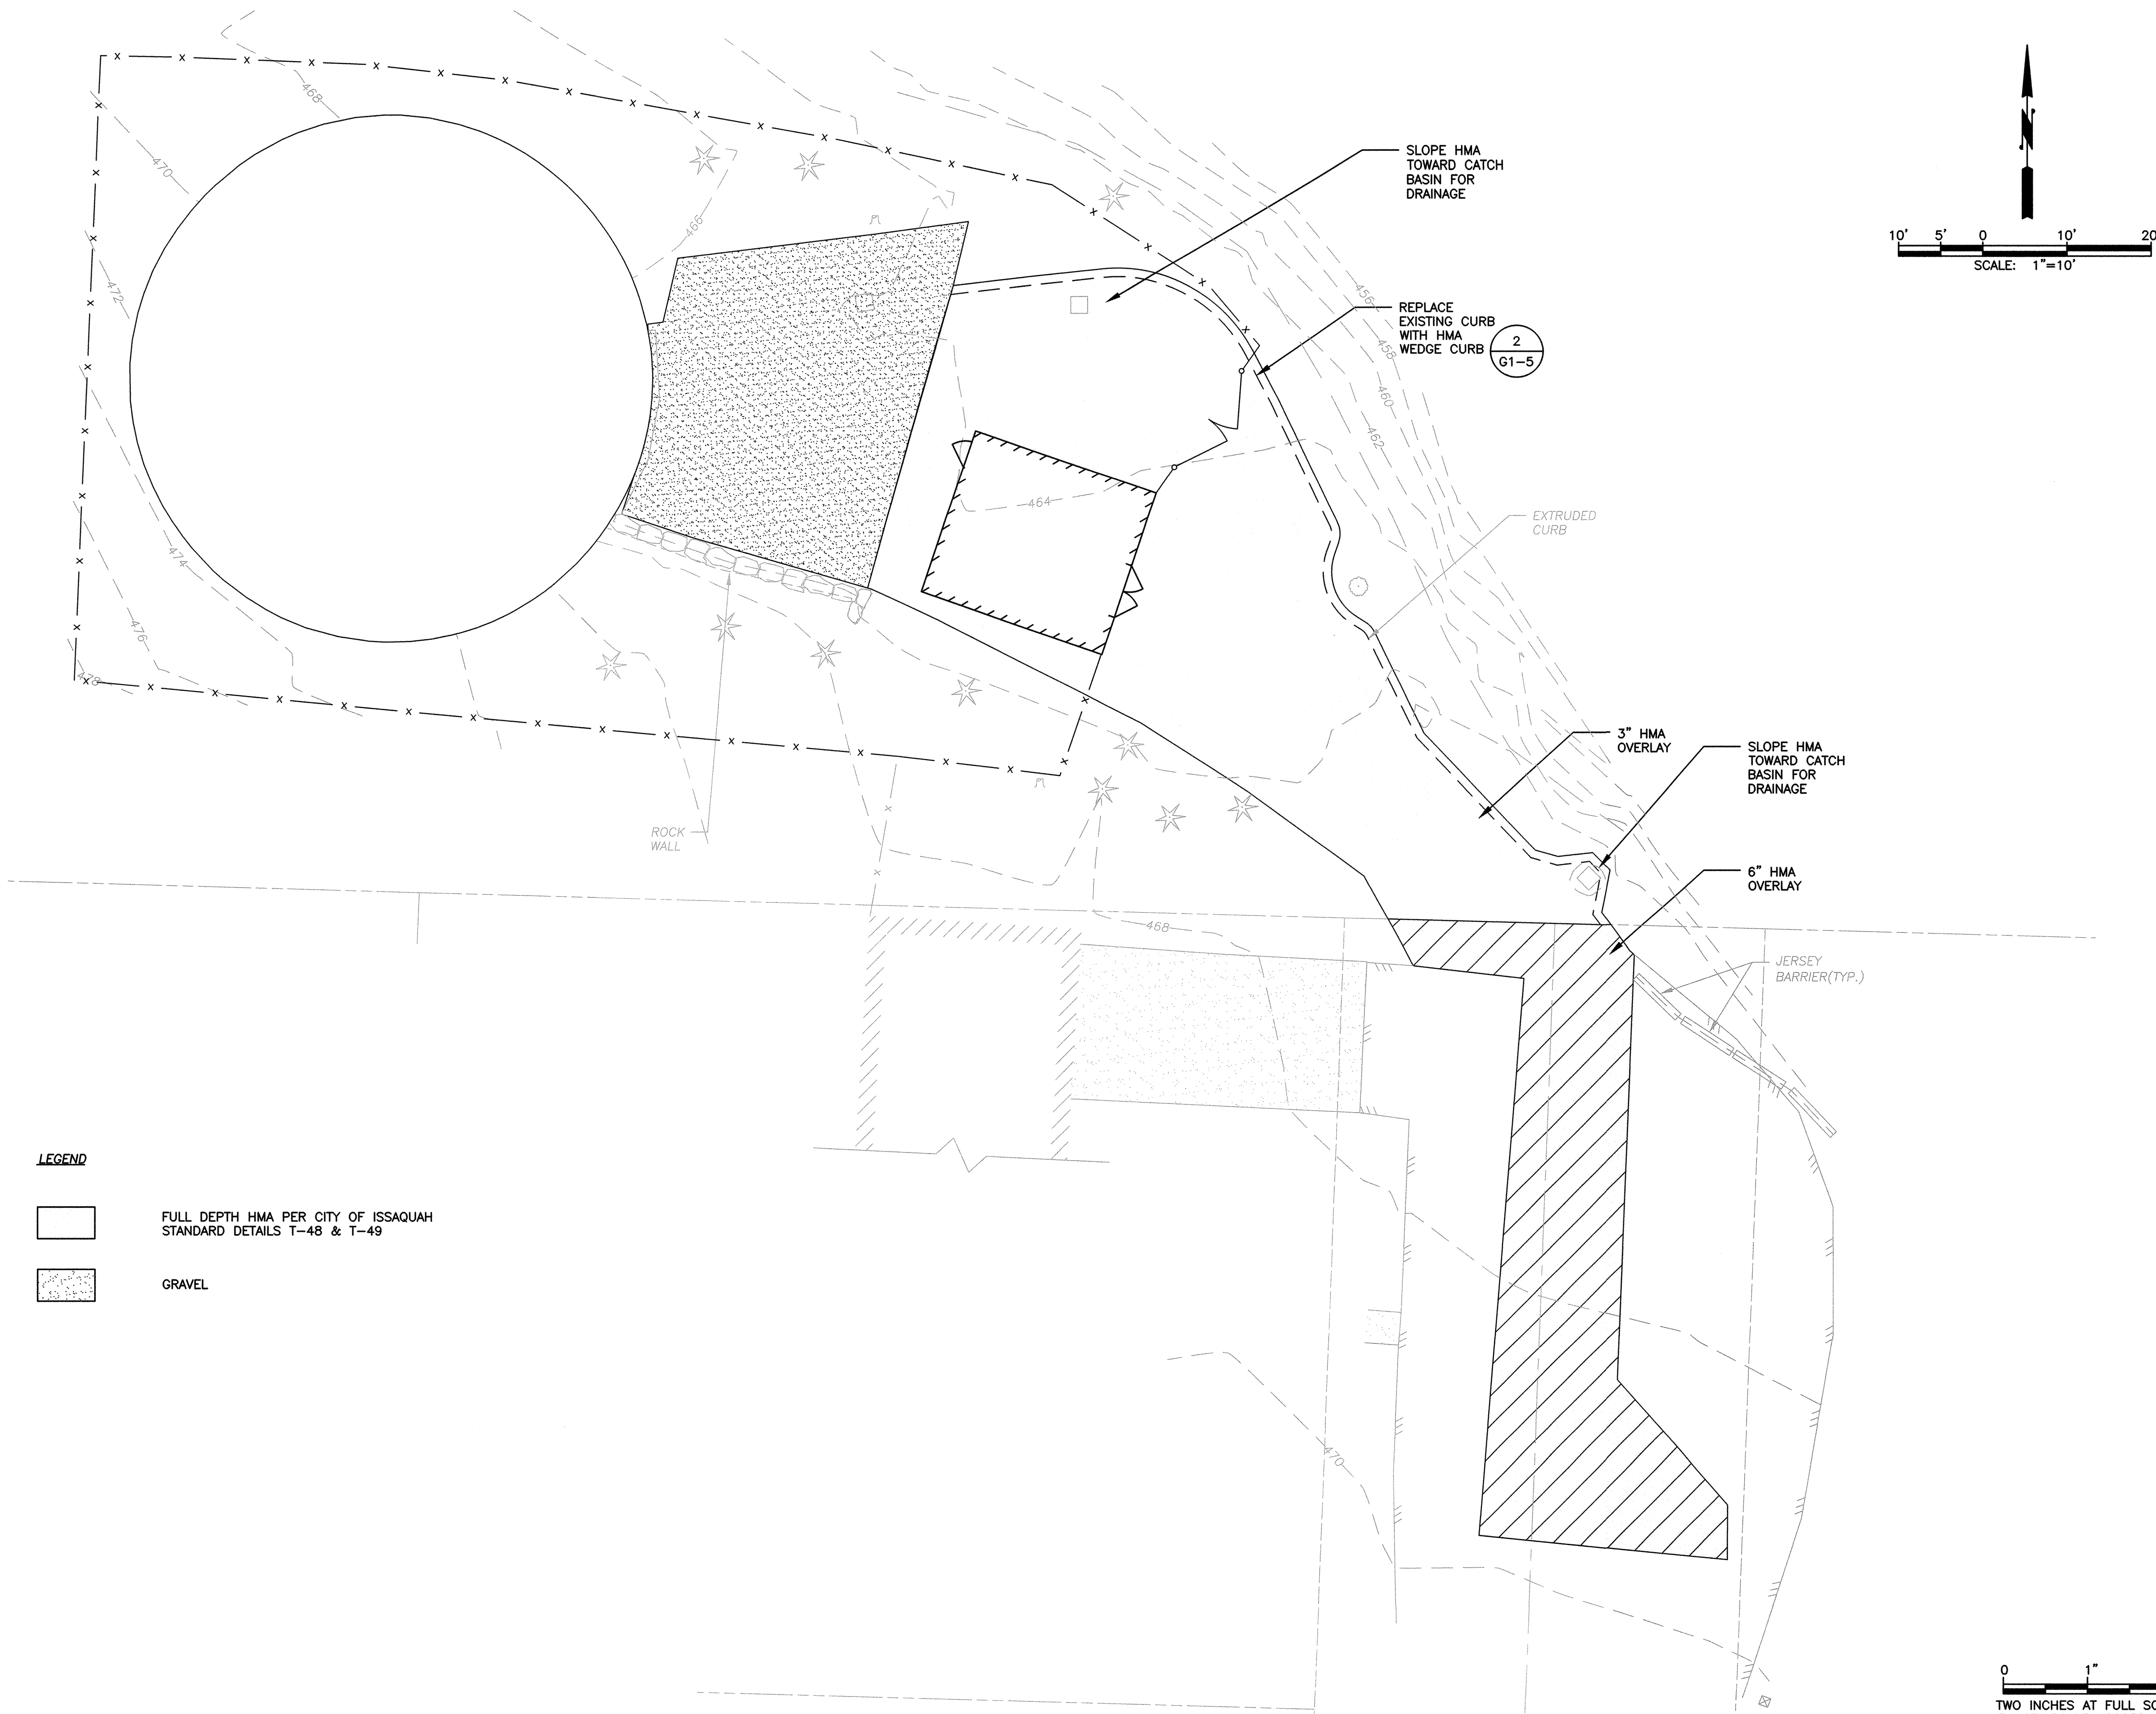 SLOPE HMA
TOWARD CATCH
BASIN FOR
DRAINAGE
N
10' 5' 0 10' 20
SCALE: 1"=10'
REPLACE
EXISTING CURB
WITH HMA
WEDGE CURB
2
G1-5
468
470
472
474
476
478
466
464
456
458
460
462
EXTRUDED
CURB
3" HMA
OVERLAY
SLOPE HMA
TOWARD CATCH
BASIN FOR
DRAINAGE
ROCK
WALL
6" HMA
OVERLAY
468
JERSEY
BARRIER(TYP.)
LEGEND
FULL DEPTH HMA PER CITY OF ISSAQUAH
STANDARD DETAILS T-48 & T-49
GRAVEL
470
0 1"
TWO INCHES AT FULL SC